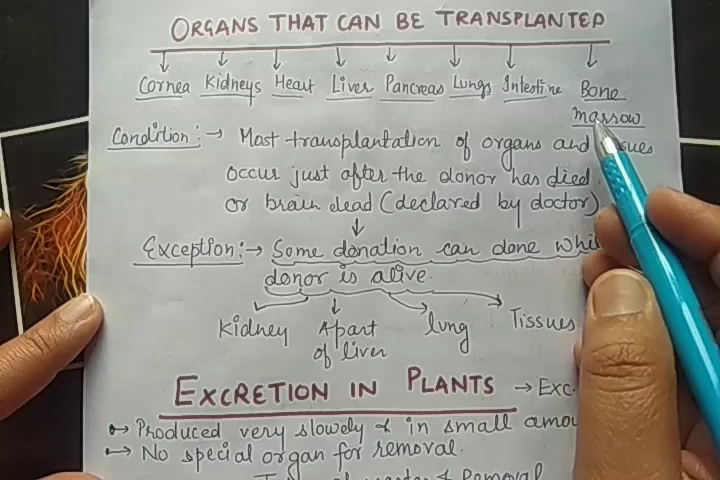 ORGANS THAT CAN BE TRANSPLANTED
Cornea Kidneys Heart Liver Pancreas Lungs Intestine Bone
marrow
Condition:→ Most transplantation of organs and
occur just after the donor has died
or brain dead (declared by doctor)
Exception:→ Some donation can done
donor is alive.
Kidney A part lung Tissues
of liver
EXCRETION IN PLANTS → Exc.
→ Produced very slowly & in small
→ No special organ for removal.
Removal